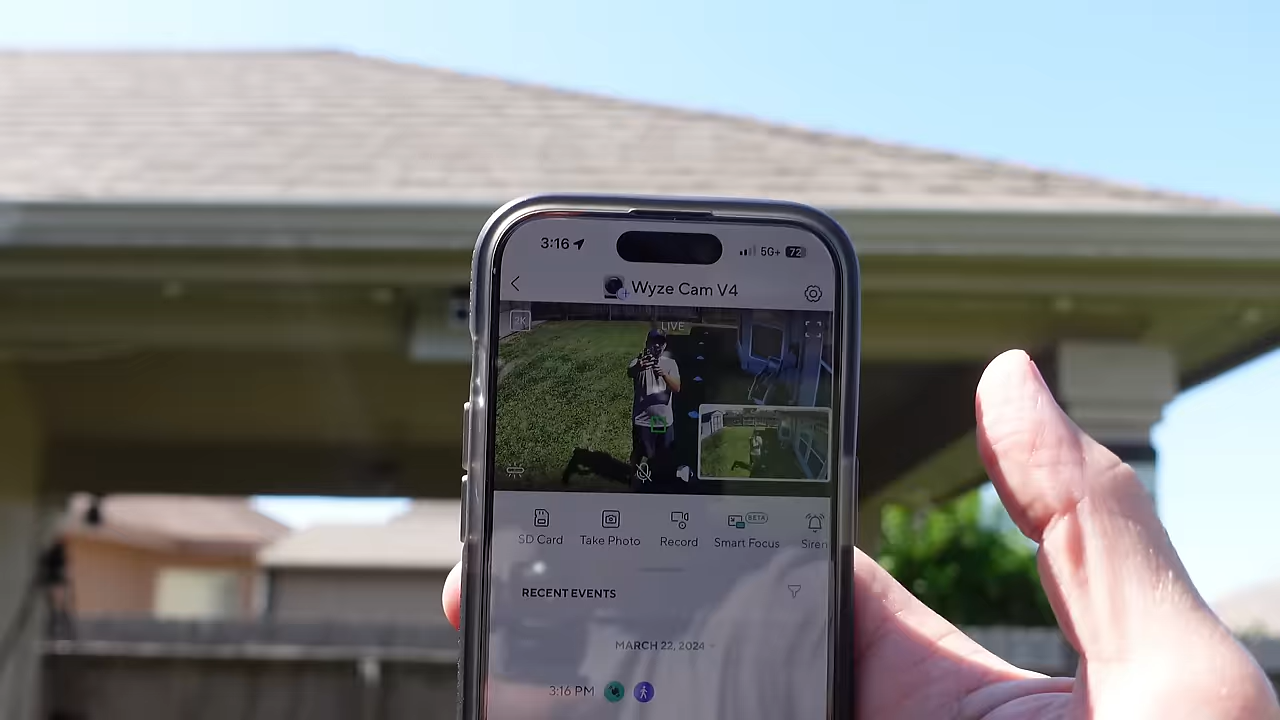 3:16 5G+ 72
Wyze Cam V4
2K LIVE
SD Card Take Photo Record Smart Focus BETA Siren
RECENT EVENTS
MARCH 22, 2024
3:16 PM